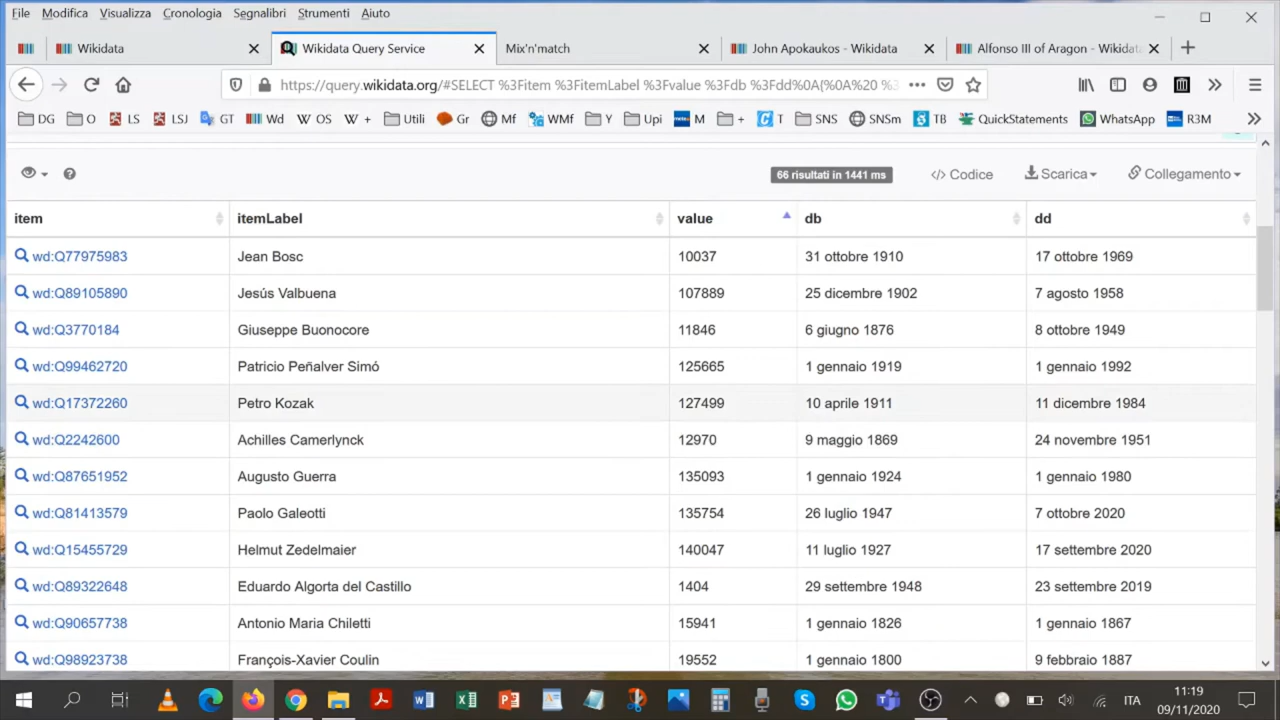 File Modifica Visualizza Cronologia Segnalibri Strumenti Aiuto
Wikidata Wikidata Query Service Mix'n'match John Apokaukos - Wikidata Alfonso III of Aragon - Wikidata
https://query.wikidata.org/#SELECT %3Fitem %3FitemLabel %3Fvalue %3Fdb %3Fdd%0A(%0A%20 %3
DG O LS LSJ GT Wd OS + Utili Gr Mf WMf Y Upi M + T SNS SNSm TB QuickStatements WhatsApp R3M
66 risultati in 1441 ms </> Codice Scarica Collegamento
item itemLabel value db dd
wd:Q77975983 Jean Bosc 10037 31 ottobre 1910 17 ottobre 1969
wd:Q89105890 Jesús Valbuena 107889 25 dicembre 1902 7 agosto 1958
wd:Q3770184 Giuseppe Buonocore 11846 6 giugno 1876 8 ottobre 1949
wd:Q99462720 Patricio Peñalver Simó 125665 1 gennaio 1919 1 gennaio 1992
wd:Q17372260 Petro Kozak 127499 10 aprile 1911 11 dicembre 1984
wd:Q2242600 Achilles Camerlynck 12970 9 maggio 1869 24 novembre 1951
wd:Q87651952 Augusto Guerra 135093 1 gennaio 1924 1 gennaio 1980
wd:Q81413579 Paolo Galeotti 135754 26 luglio 1947 7 ottobre 2020
wd:Q15455729 Helmut Zedelmaier 140047 11 luglio 1927 17 settembre 2020
wd:Q89322648 Eduardo Algorta del Castillo 1404 29 settembre 1948 23 settembre 2019
wd:Q90657738 Antonio Maria Chiletti 15941 1 gennaio 1826 1 gennaio 1867
wd:Q98923738 François-Xavier Coulin 19552 1 gennaio 1800 9 febbraio 1887
ITA 11:19
09/11/2020